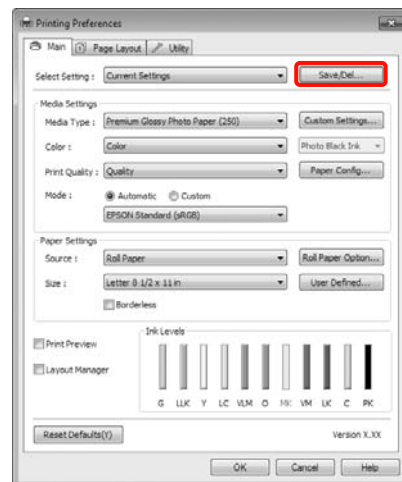 Printing Preferences
Main Page Layout Utility
Select Setting : Current Settings Save/Del...
Media Settings
Media Type : Premium Glossy Photo Paper (250) Custom Settings...
Color : Color Photo Black Ink
Print Quality : Quality Paper Config...
Mode : Automatic Custom
EPSON Standard (sRGB)
Paper Settings
Source : Roll Paper Roll Paper Option...
Size : Letter 8 1/2 x 11 in User Defined...
Borderless
Ink Levels
Print Preview
Layout Manager
G LLK Y LC VLM O MK VM LK C PK
Reset Defaults(Y) Version X.XX
OK Cancel Help